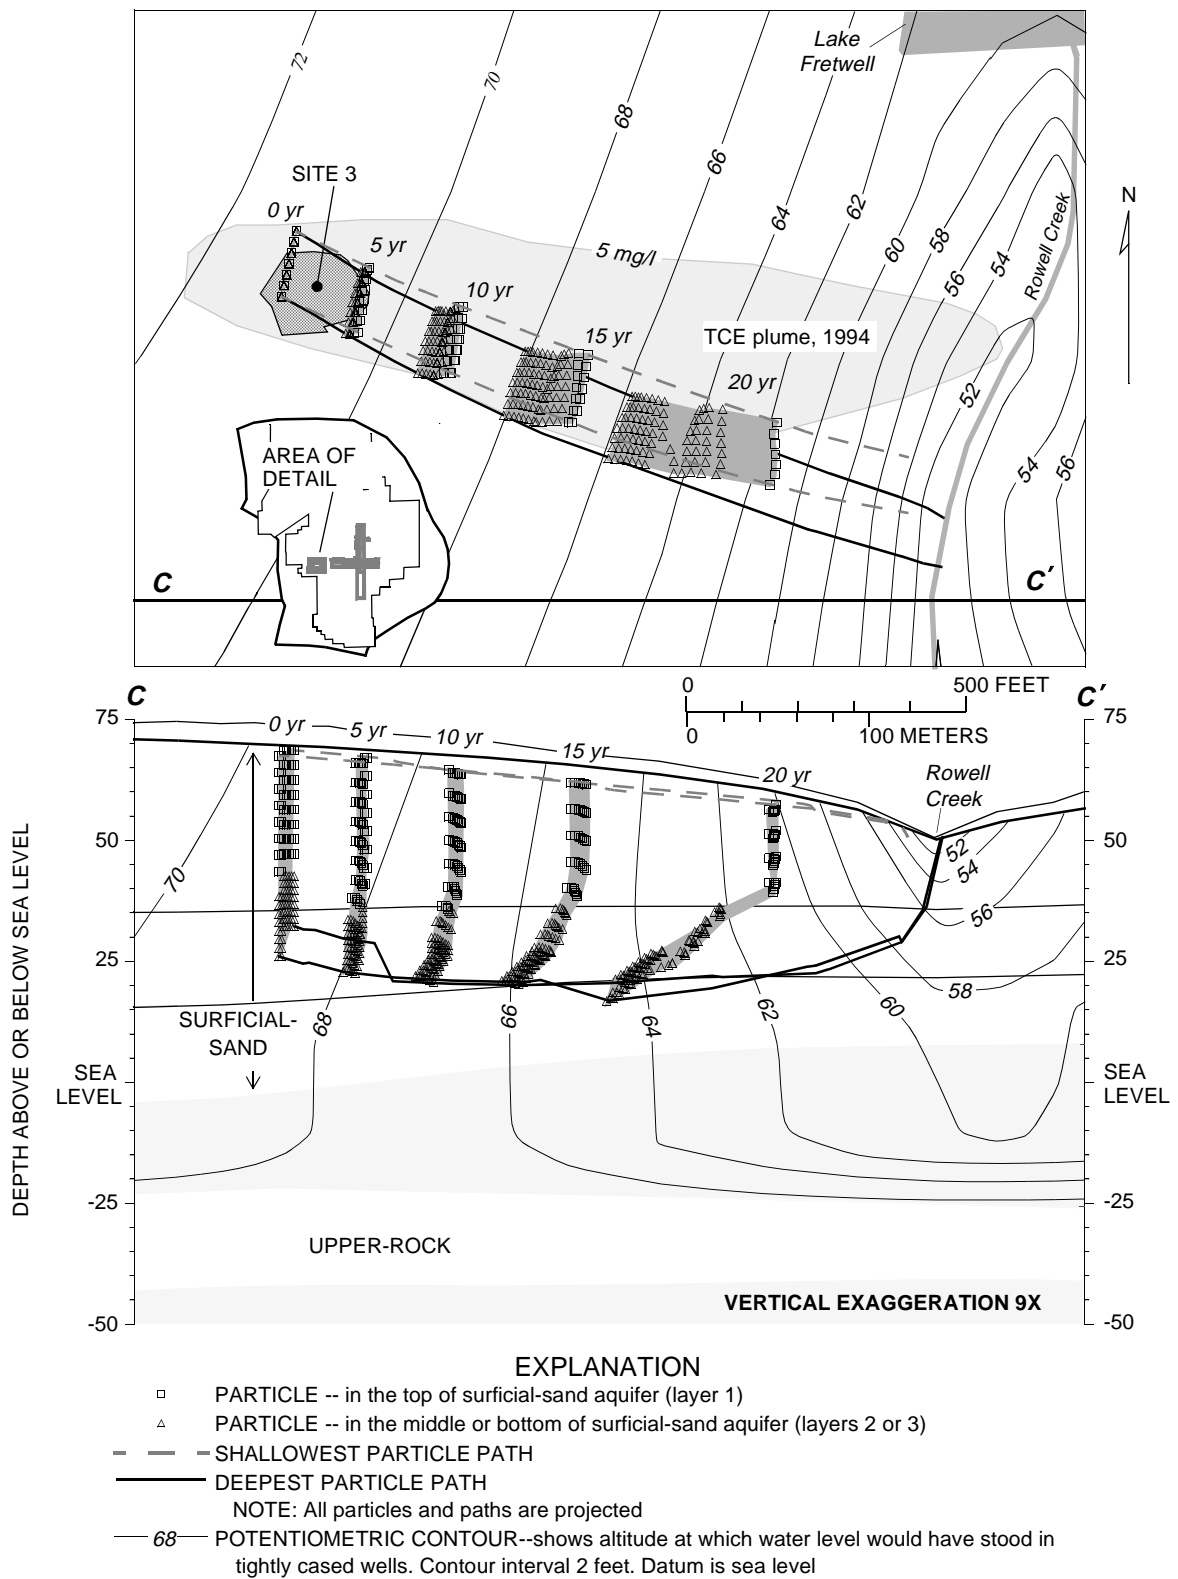 Lake
Fretwell
72
70
68
66
64
62
60
58
56
54
Rowell Creek
N
SITE 3
0 yr
5 yr
10 yr
15 yr
20 yr
5 mg/l
TCE plume, 1994
52
54
56
AREA OF
DETAIL
C
C′
C
C′
0
500 FEET
0
100 METERS
75
50
25
SEA
LEVEL
-25
-50
DEPTH ABOVE OR BELOW SEA LEVEL
0 yr
5 yr
10 yr
15 yr
20 yr
Rowell
Creek
70
68
66
64
62
60
58
56
54
52
SURFICIAL-
SAND
UPPER-ROCK
VERTICAL EXAGGERATION 9X
75
50
25
SEA
LEVEL
-25
-50
EXPLANATION
PARTICLE -- in the top of surficial-sand aquifer (layer 1)
PARTICLE -- in the middle or bottom of surficial-sand aquifer (layers 2 or 3)
SHALLOWEST PARTICLE PATH
DEEPEST PARTICLE PATH
NOTE: All particles and paths are projected
68 POTENTIOMETRIC CONTOUR--shows altitude at which water level would have stood in
tightly cased wells. Contour interval 2 feet. Datum is sea level